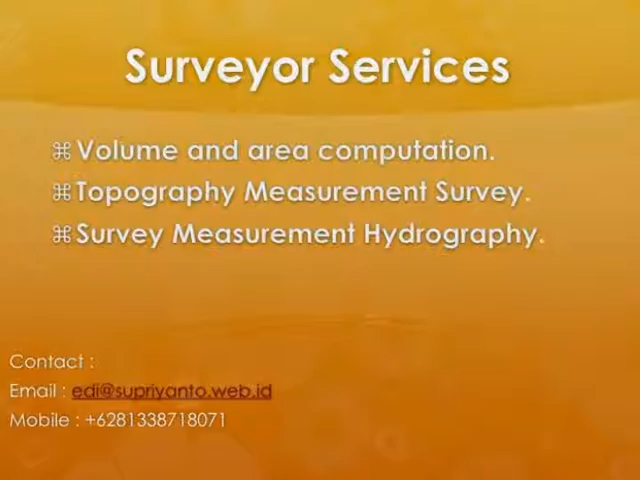 Surveyor Services
⌘Volume and area computation.
⌘Topography Measurement Survey.
⌘Survey Measurement Hydrography.
Contact :
Email : edi@supriyanto.web.id
Mobile : +6281338718071